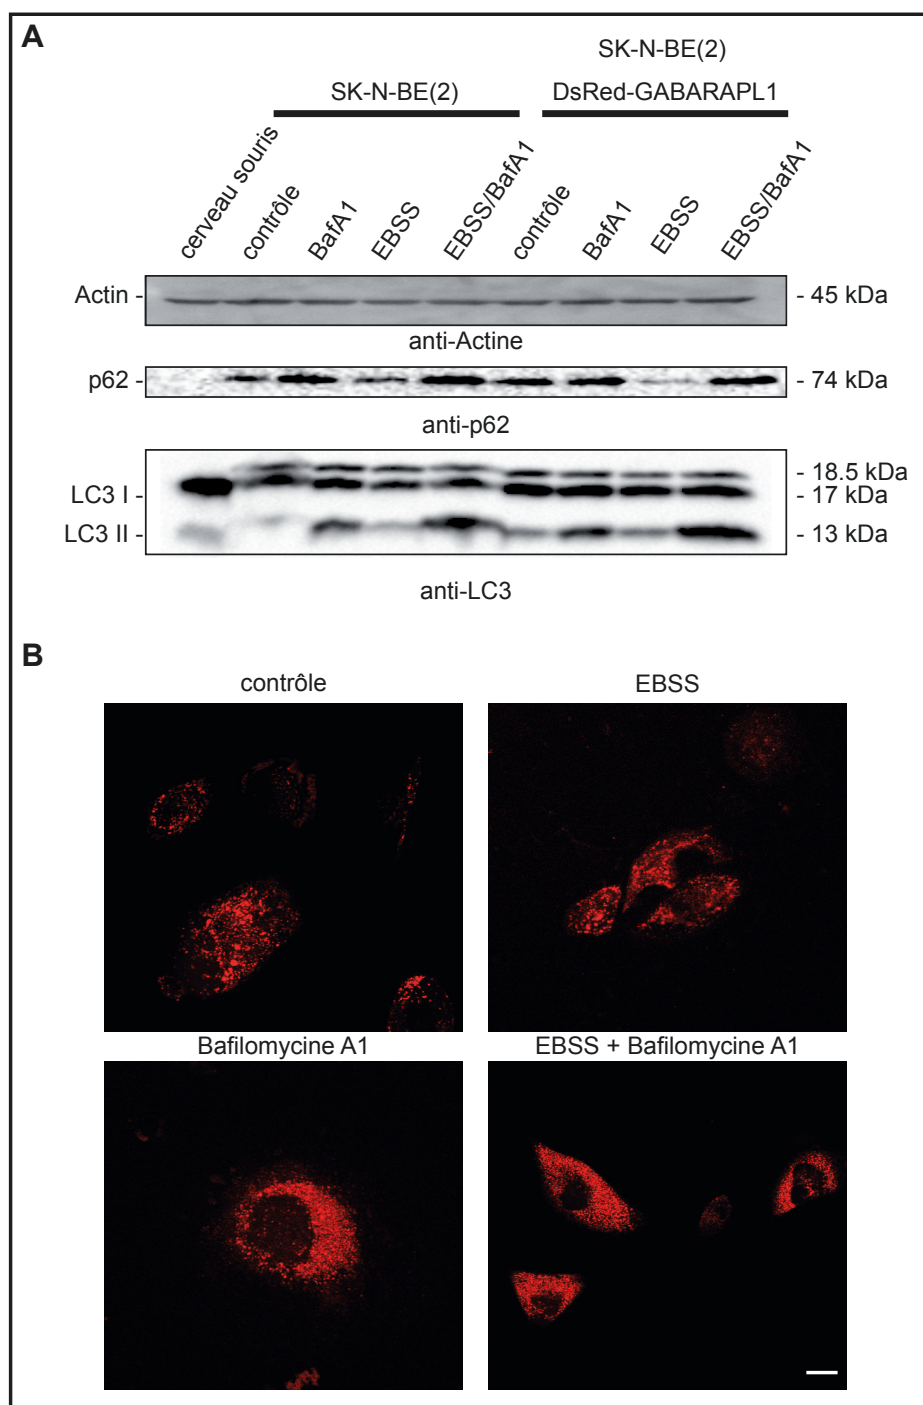 A
SK-N-BE(2)
SK-N-BE(2)
DsRed-GABARAPL1
cerveau souris
contrôle
BafA1
EBSS
EBSS/BafA1
contrôle
BafA1
EBSS
EBSS/BafA1
Actin -
- 45 kDa
anti-Actine
p62 -
- 74 kDa
anti-p62
- 18.5 kDa
LC3 I -
- 17 kDa
LC3 II -
- 13 kDa
anti-LC3
B
contrôle
EBSS
Bafilomycine A1
EBSS + Bafilomycine A1